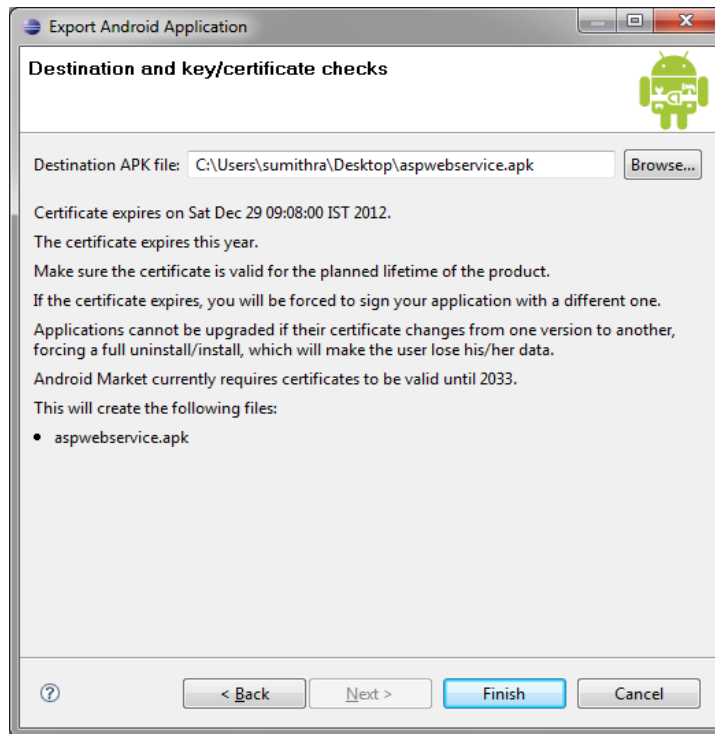 Export Android Application
Destination and key/certificate checks
Destination APK file: C:\Users\sumithra\Desktop\aspwebservice.apk Browse...
Certificate expires on Sat Dec 29 09:08:00 IST 2012.
The certificate expires this year.
Make sure the certificate is valid for the planned lifetime of the product.
If the certificate expires, you will be forced to sign your application with a different one.
Applications cannot be upgraded if their certificate changes from one version to another,
forcing a full uninstall/install, which will make the user lose his/her data.
Android Market currently requires certificates to be valid until 2033.
This will create the following files:
• aspwebservice.apk
? < Back Next > Finish Cancel